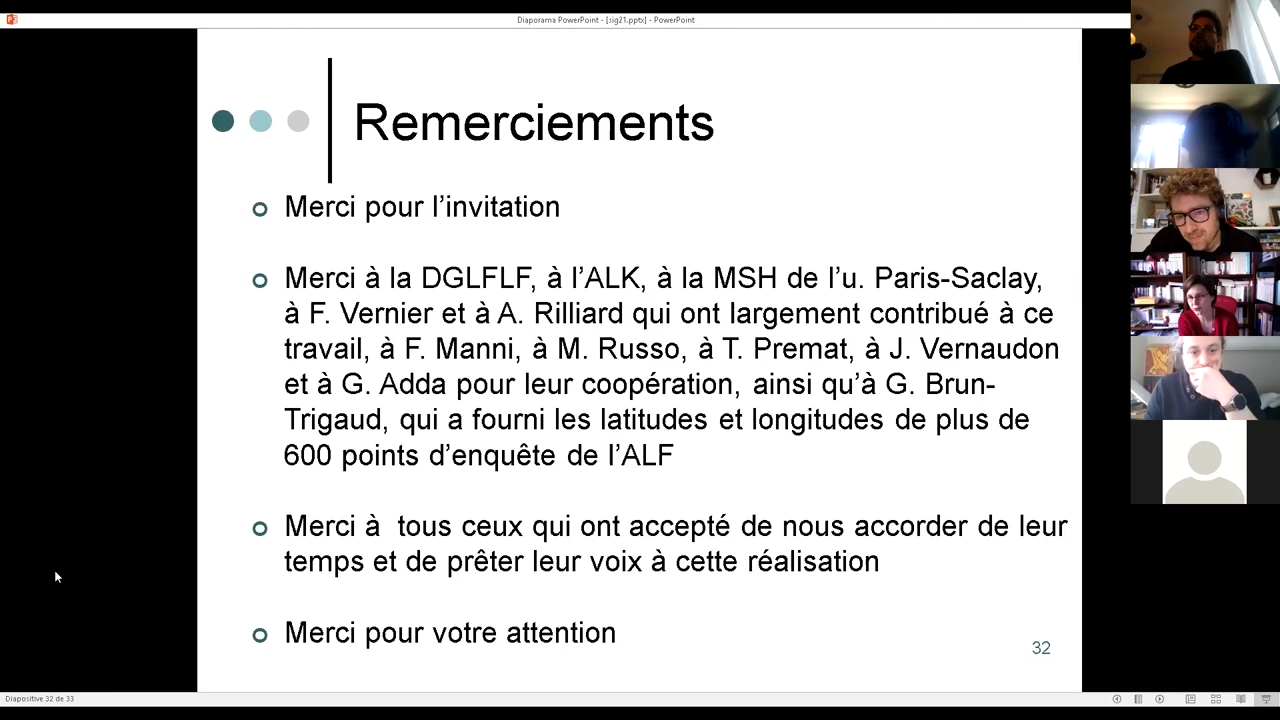 Diaporama PowerPoint - [sig21.pptx] - PowerPoint
Remerciements
Merci pour l’invitation
Merci à la DGLFLF, à l’ALK, à la MSH de l’u. Paris-Saclay,
à F. Vernier et à A. Rilliard qui ont largement contribué à ce
travail, à F. Manni, à M. Russo, à T. Premat, à J. Vernaudon
et à G. Adda pour leur coopération, ainsi qu’à G. Brun-
Trigaud, qui a fourni les latitudes et longitudes de plus de
600 points d’enquête de l’ALF
Merci à  tous ceux qui ont accepté de nous accorder de leur
temps et de prêter leur voix à cette réalisation
Merci pour votre attention
32
Diapositive 32 de 33